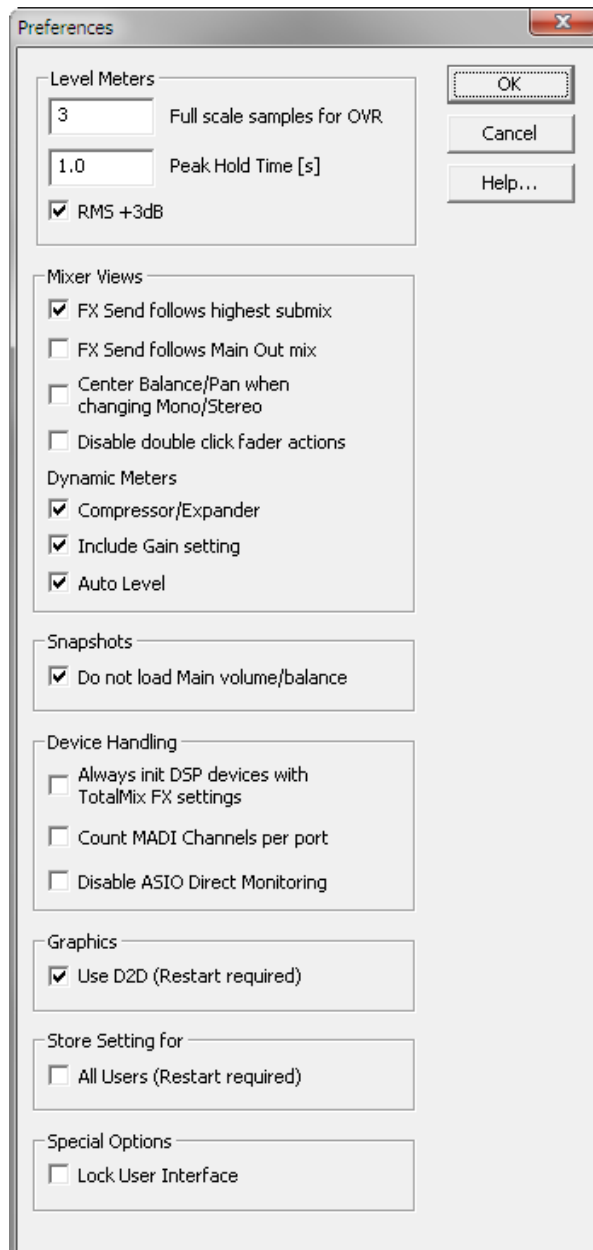 Preferences
Level Meters
3 Full scale samples for OVR
1.0 Peak Hold Time [s]
RMS +3dB
OK
Cancel
Help...
Mixer Views
FX Send follows highest submix
FX Send follows Main Out mix
Center Balance/Pan when
changing Mono/Stereo
Disable double click fader actions
Dynamic Meters
Compressor/Expander
Include Gain setting
Auto Level
Snapshots
Do not load Main volume/balance
Device Handling
Always init DSP devices with
TotalMix FX settings
Count MADI Channels per port
Disable ASIO Direct Monitoring
Graphics
Use D2D (Restart required)
Store Setting for
All Users (Restart required)
Special Options
Lock User Interface